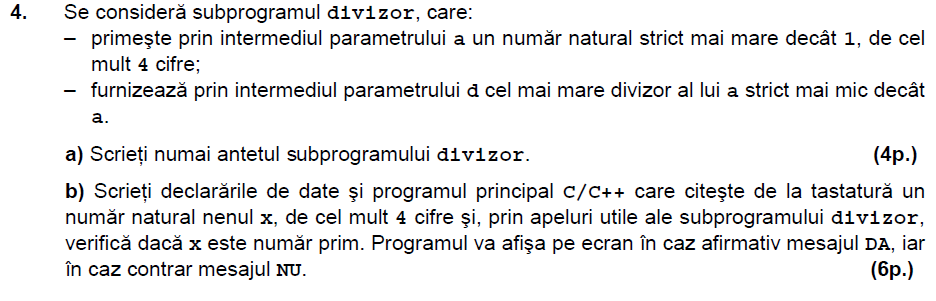 4. Se consideră subprogramul divizor, care:
– primeşte prin intermediul parametrului a un număr natural strict mai mare decât 1, de cel
mult 4 cifre;
– furnizează prin intermediul parametrului d cel mai mare divizor al lui a strict mai mic decât
a.
a) Scrieţi numai antetul subprogramului divizor. (4p.)
b) Scrieţi declarările de date şi programul principal C/C++ care citeşte de la tastatură un
număr natural nenul x, de cel mult 4 cifre şi, prin apeluri utile ale subprogramului divizor,
verifică dacă x este număr prim. Programul va afişa pe ecran în caz afirmativ mesajul DA, iar
în caz contrar mesajul NU. (6p.)